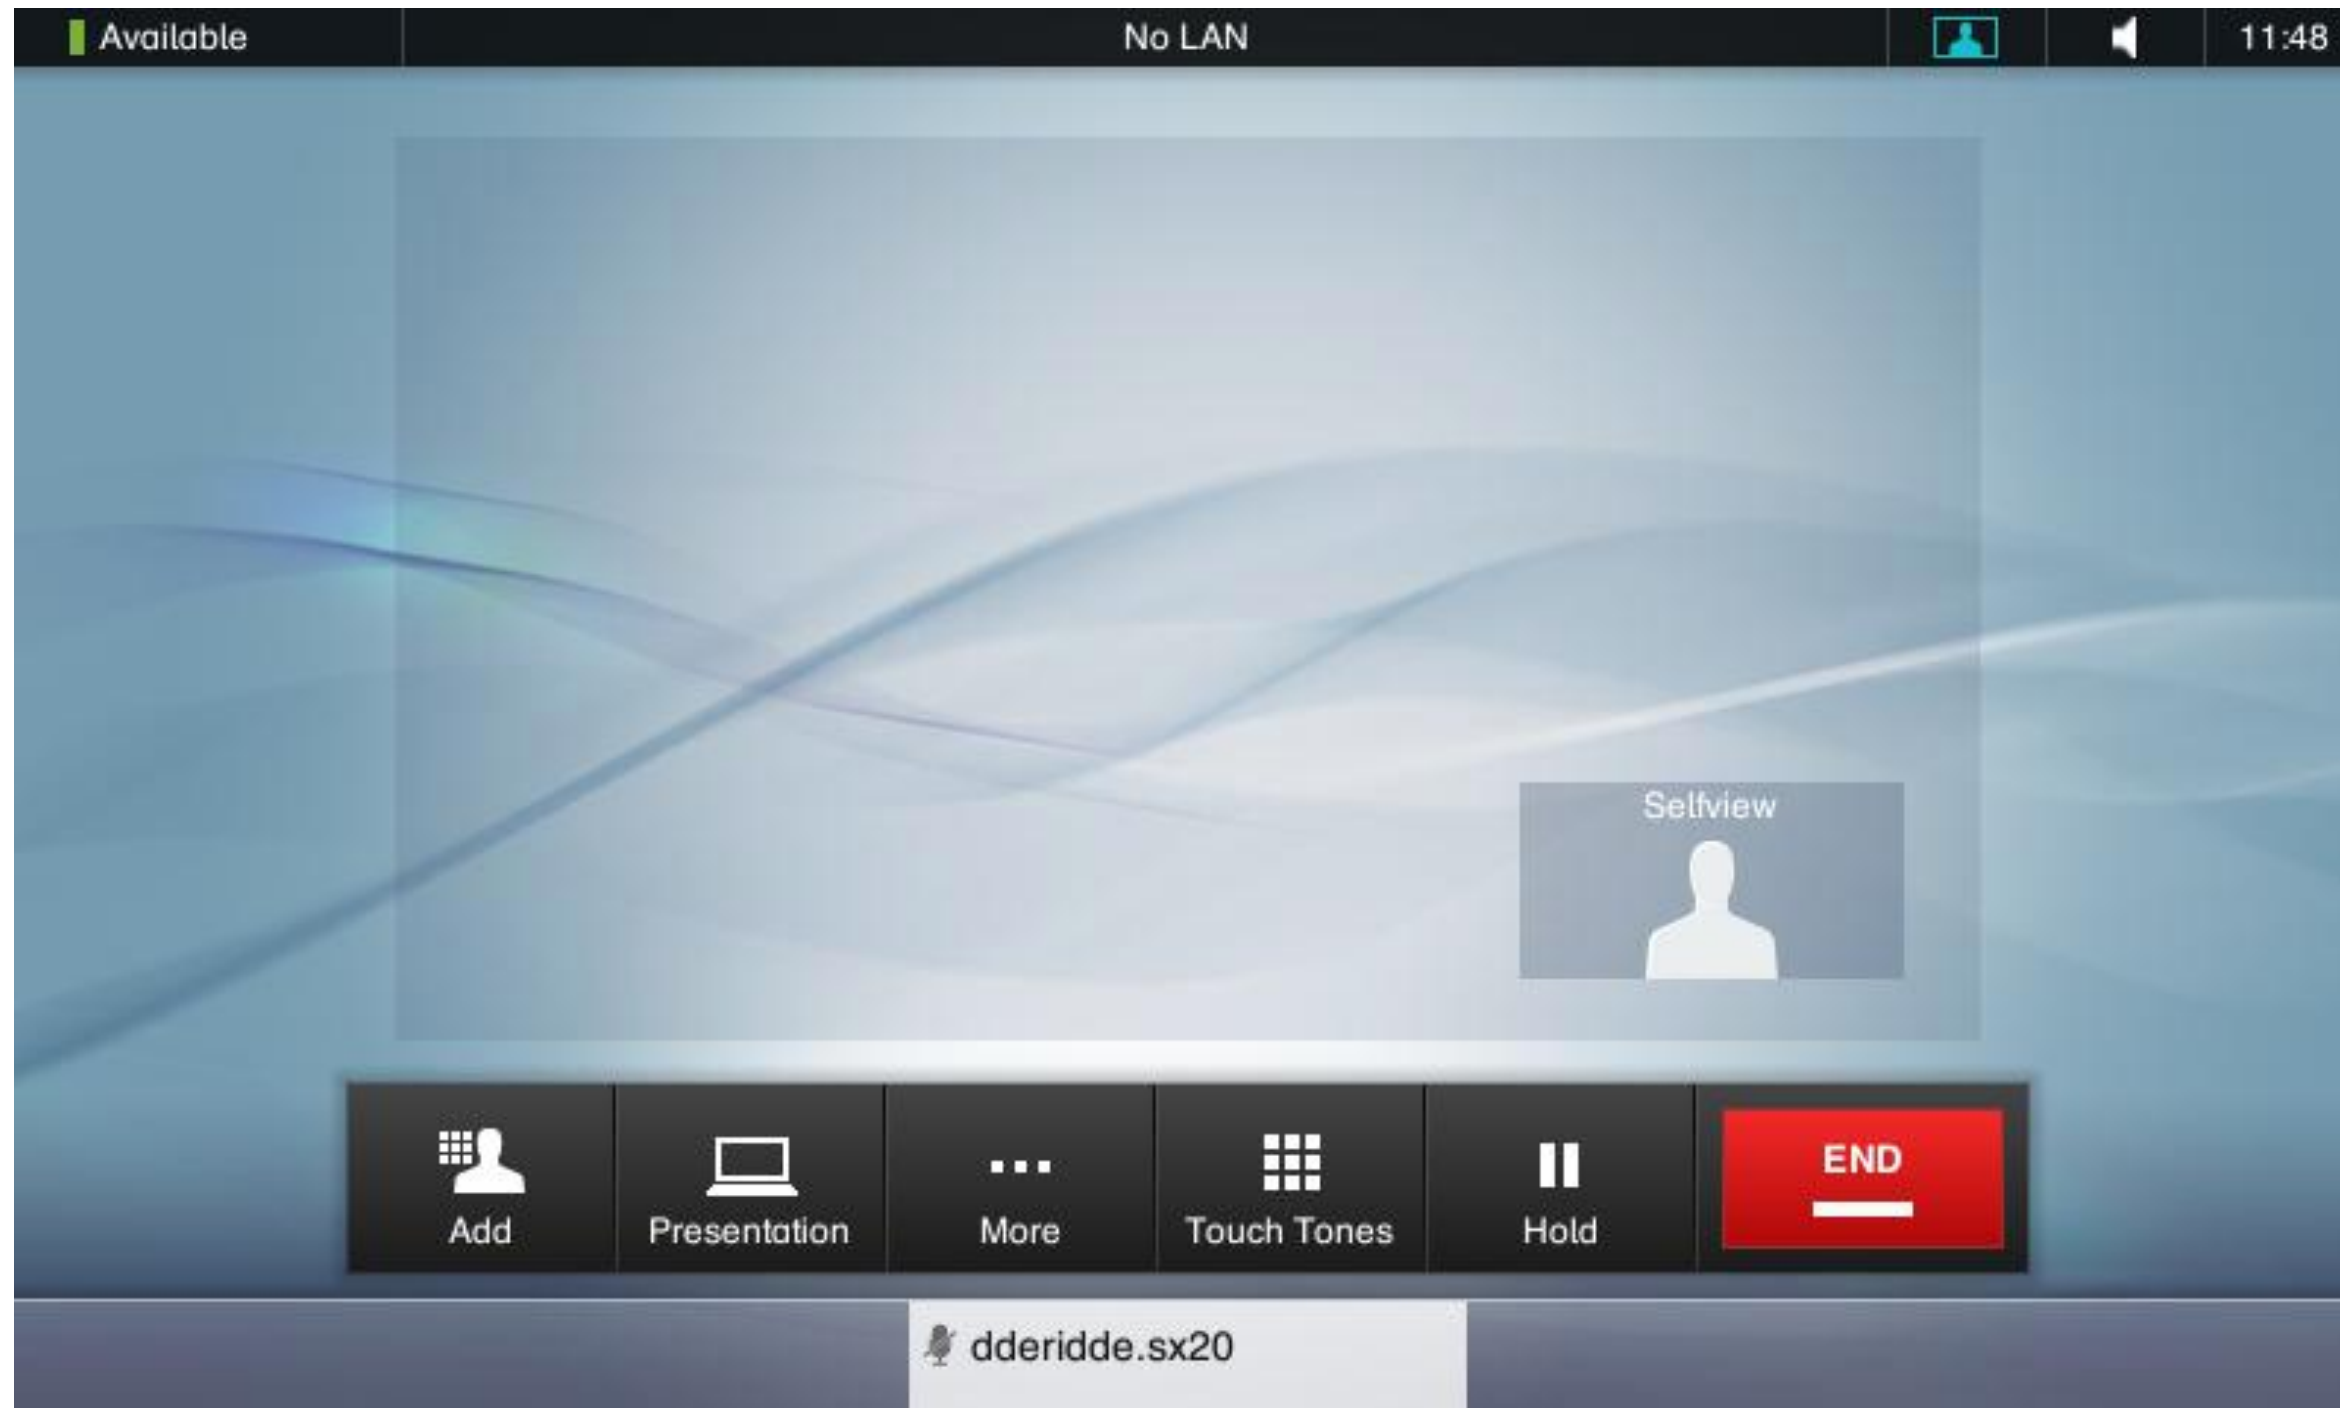 Available
No LAN
11:48
Selfview
Add
Presentation
More
Touch Tones
Hold
END
dderidde.sx20